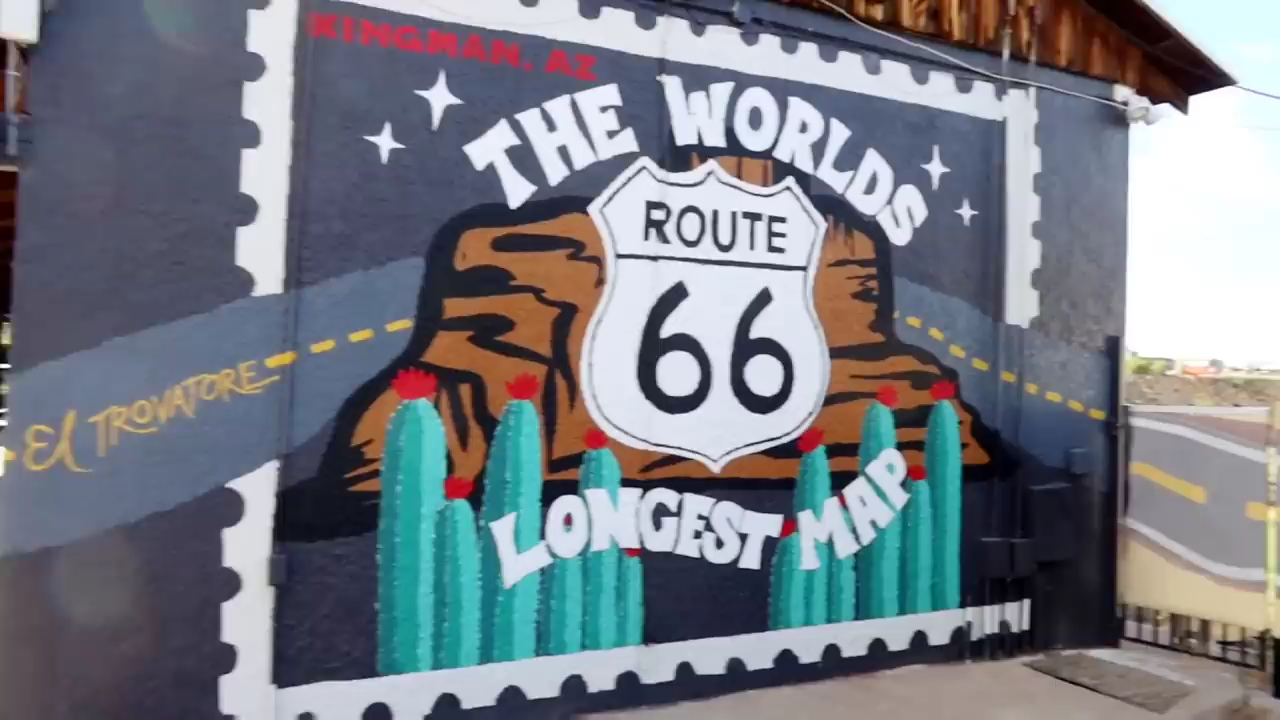 KINGMAN, AZ
THE WORLDS
ROUTE
66
El TROVATORE
LONGEST MAP